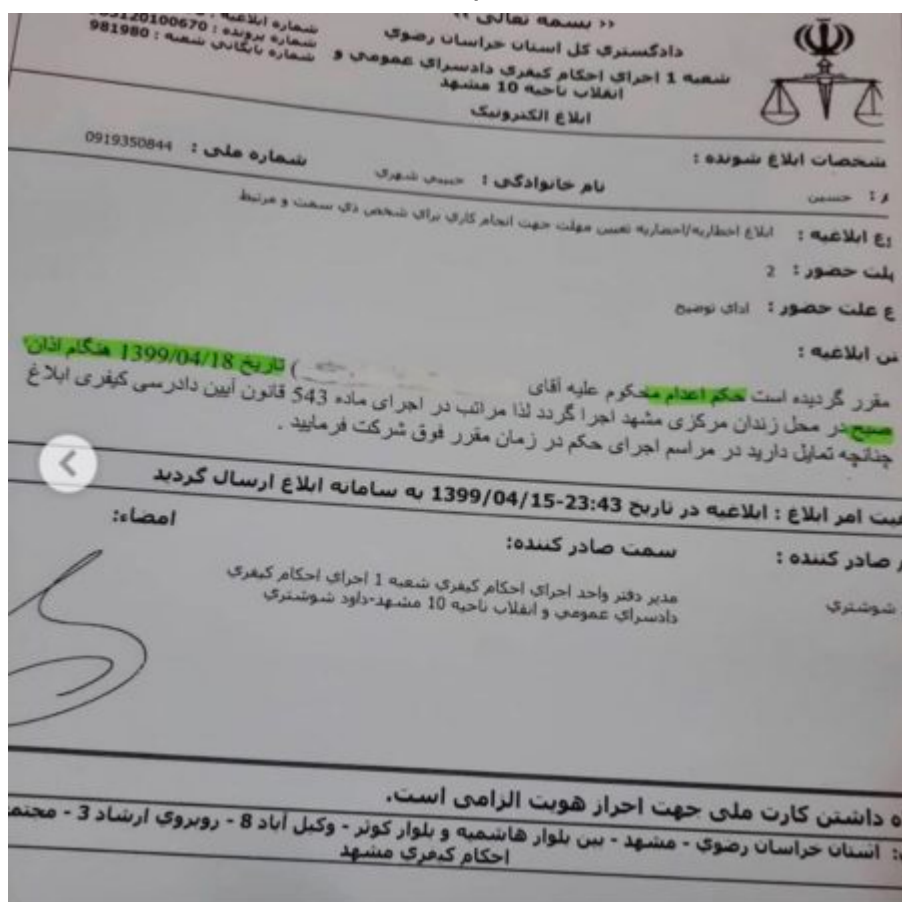 ‹‹ بسمه تعالی ››
دادگستری کل استان خراسان رضوی
شعبه 1 اجرای احکام کیفری دادسرای عمومی و
انقلاب ناحیه 10 مشهد
ابلاغ الکترونیک
شماره ابلاغیه :
شماره پرونده :
شماره بایگانی شعبه : 981980
شخصات ابلاغ شونده :
حسین نام خانوادگی : حبیبی شهری شماره ملی : 0919350844
ابلاغیه : ابلاغ اخطاریه/احضاریه تعیین مهلت جهت انجام کاری برای شخص ذی سمت و مرتبط
حضور : 2
ع علت حضور : ادای توضیح
ابلاغیه :
مقرر گردیده است حکم اعدام محکوم علیه آقای ) تاریخ 1399/04/18 هنگام اذان
صبح در محل زندان مرکزی مشهد اجرا گردد لذا مراتب در اجرای ماده 543 قانون آیین دادرسی کیفری ابلاغ
چنانچه تمایل دارید در مراسم اجرای حکم در زمان مقرر فوق شرکت فرمایید .
امر ابلاغ : ابلاغیه در تاریخ 23:43-1399/04/15 به سامانه ابلاغ ارسال گردید
صادر کننده : سمت صادر کننده: امضاء:
شوشتری مدیر دفتر واحد اجرای احکام کیفری شعبه 1 اجرای احکام کیفری
دادسرای عمومی و انقلاب ناحیه 10 مشهد-داود شوشتری
داشتن کارت ملی جهت احراز هویت الزامی است.
استان خراسان رضوی - مشهد - بین بلوار هاشمیه و بلوار کوثر - وکیل آباد 8 - روبروی ارشاد 3 - مجتم
احکام کیفری مشهد